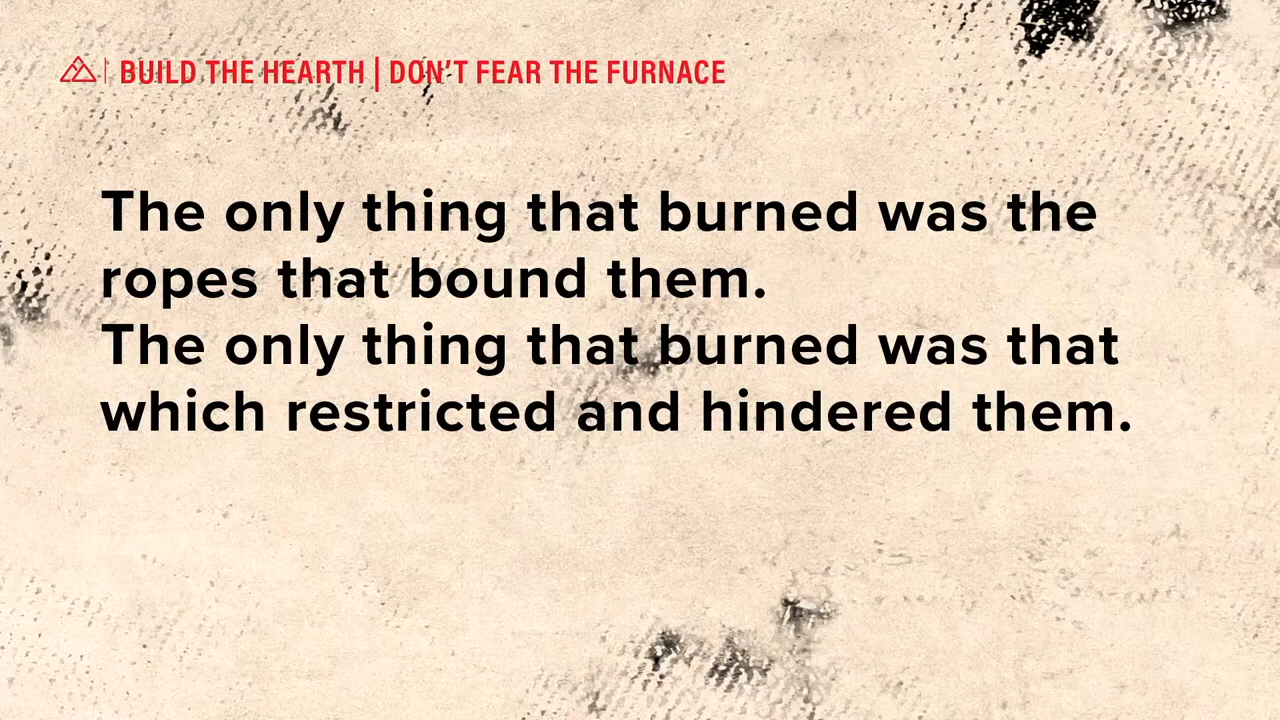 BUILD THE HEARTH | DON'T FEAR THE FURNACE
The only thing that burned was the
ropes that bound them.
The only thing that burned was that
which restricted and hindered them.